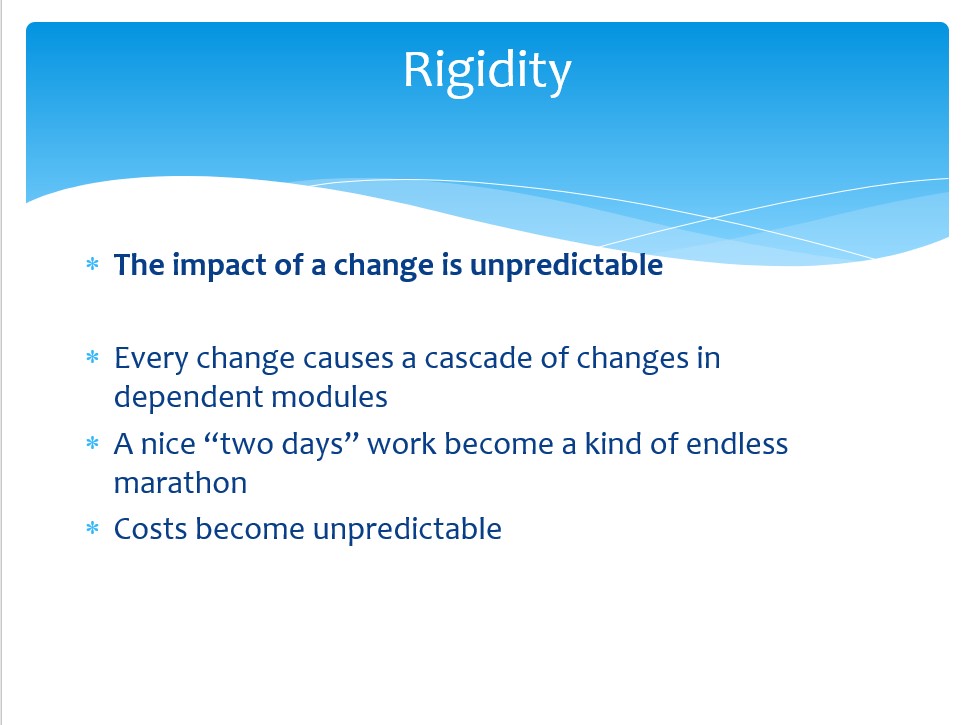 Rigidity
* The impact of a change is unpredictable
* Every change causes a cascade of changes in
dependent modules
* A nice “two days” work become a kind of endless
marathon
* Costs become unpredictable